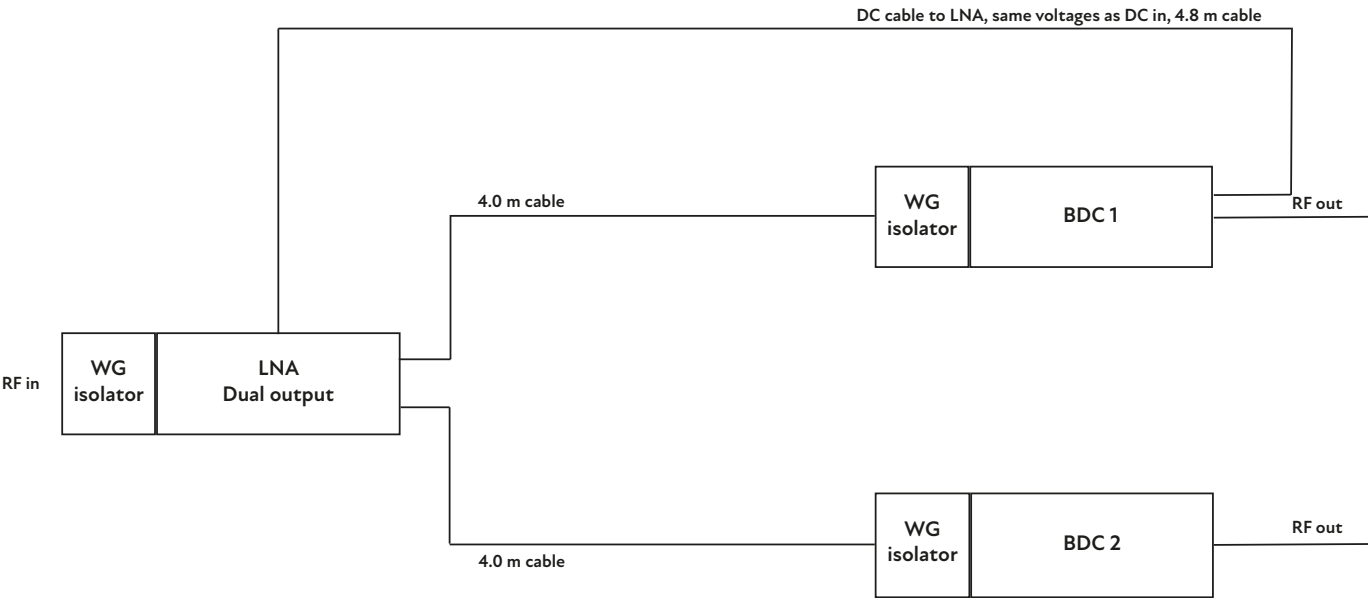 DC cable to LNA, same voltages as DC in, 4.8 m cable
4.0 m cable
WG
isolator
BDC 1
RF out
RF in
WG
isolator
LNA
Dual output
4.0 m cable
WG
isolator
BDC 2
RF out